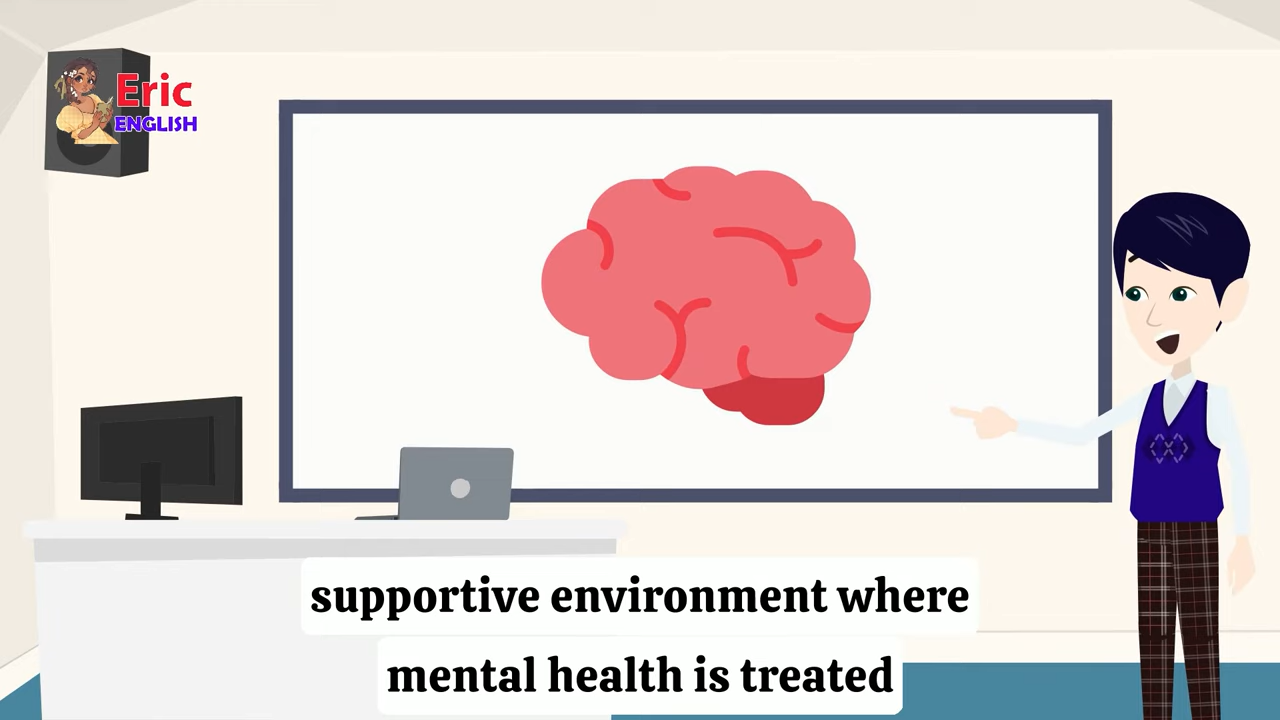 Eric
ENGLISH
supportive environment where
mental health is treated